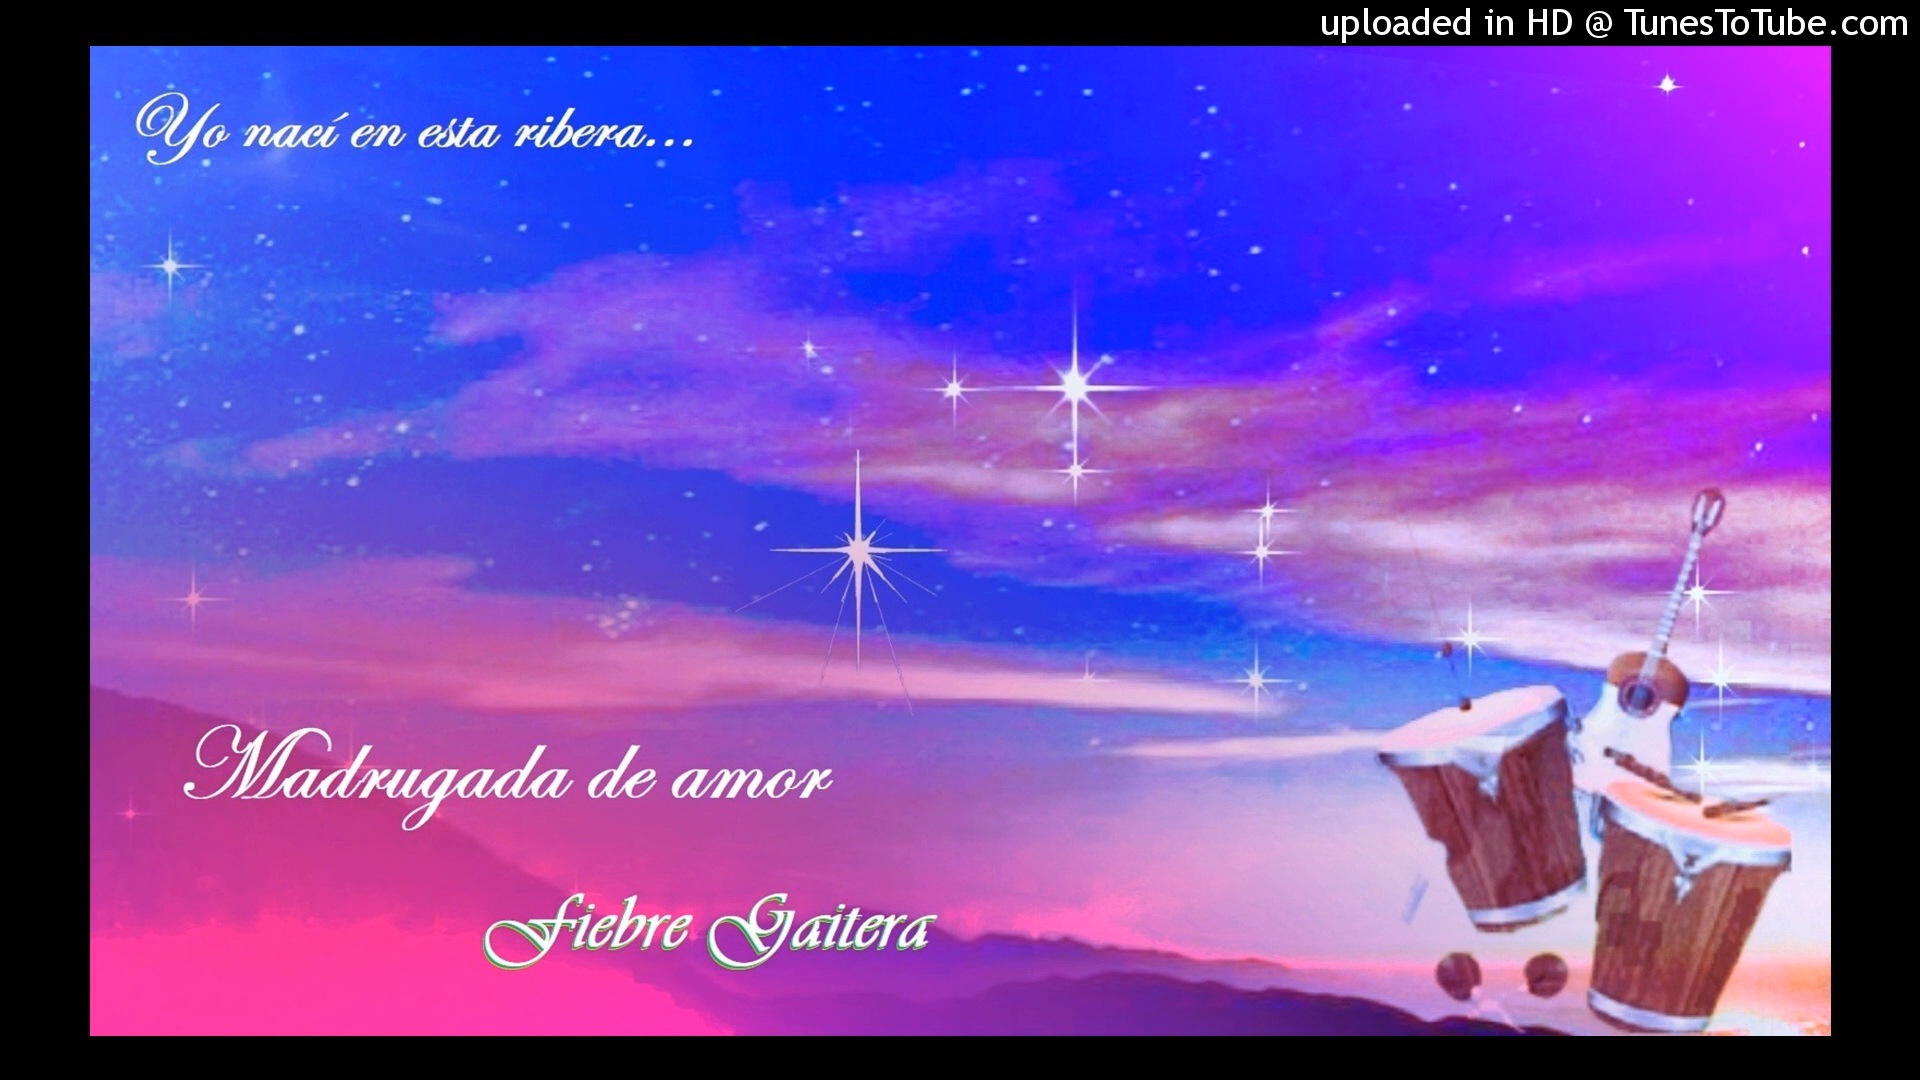 uploaded in HD @ TunesToTube.com
Yo nací en esta ribera...
Madrugada de amor
Fiebre Gaitera